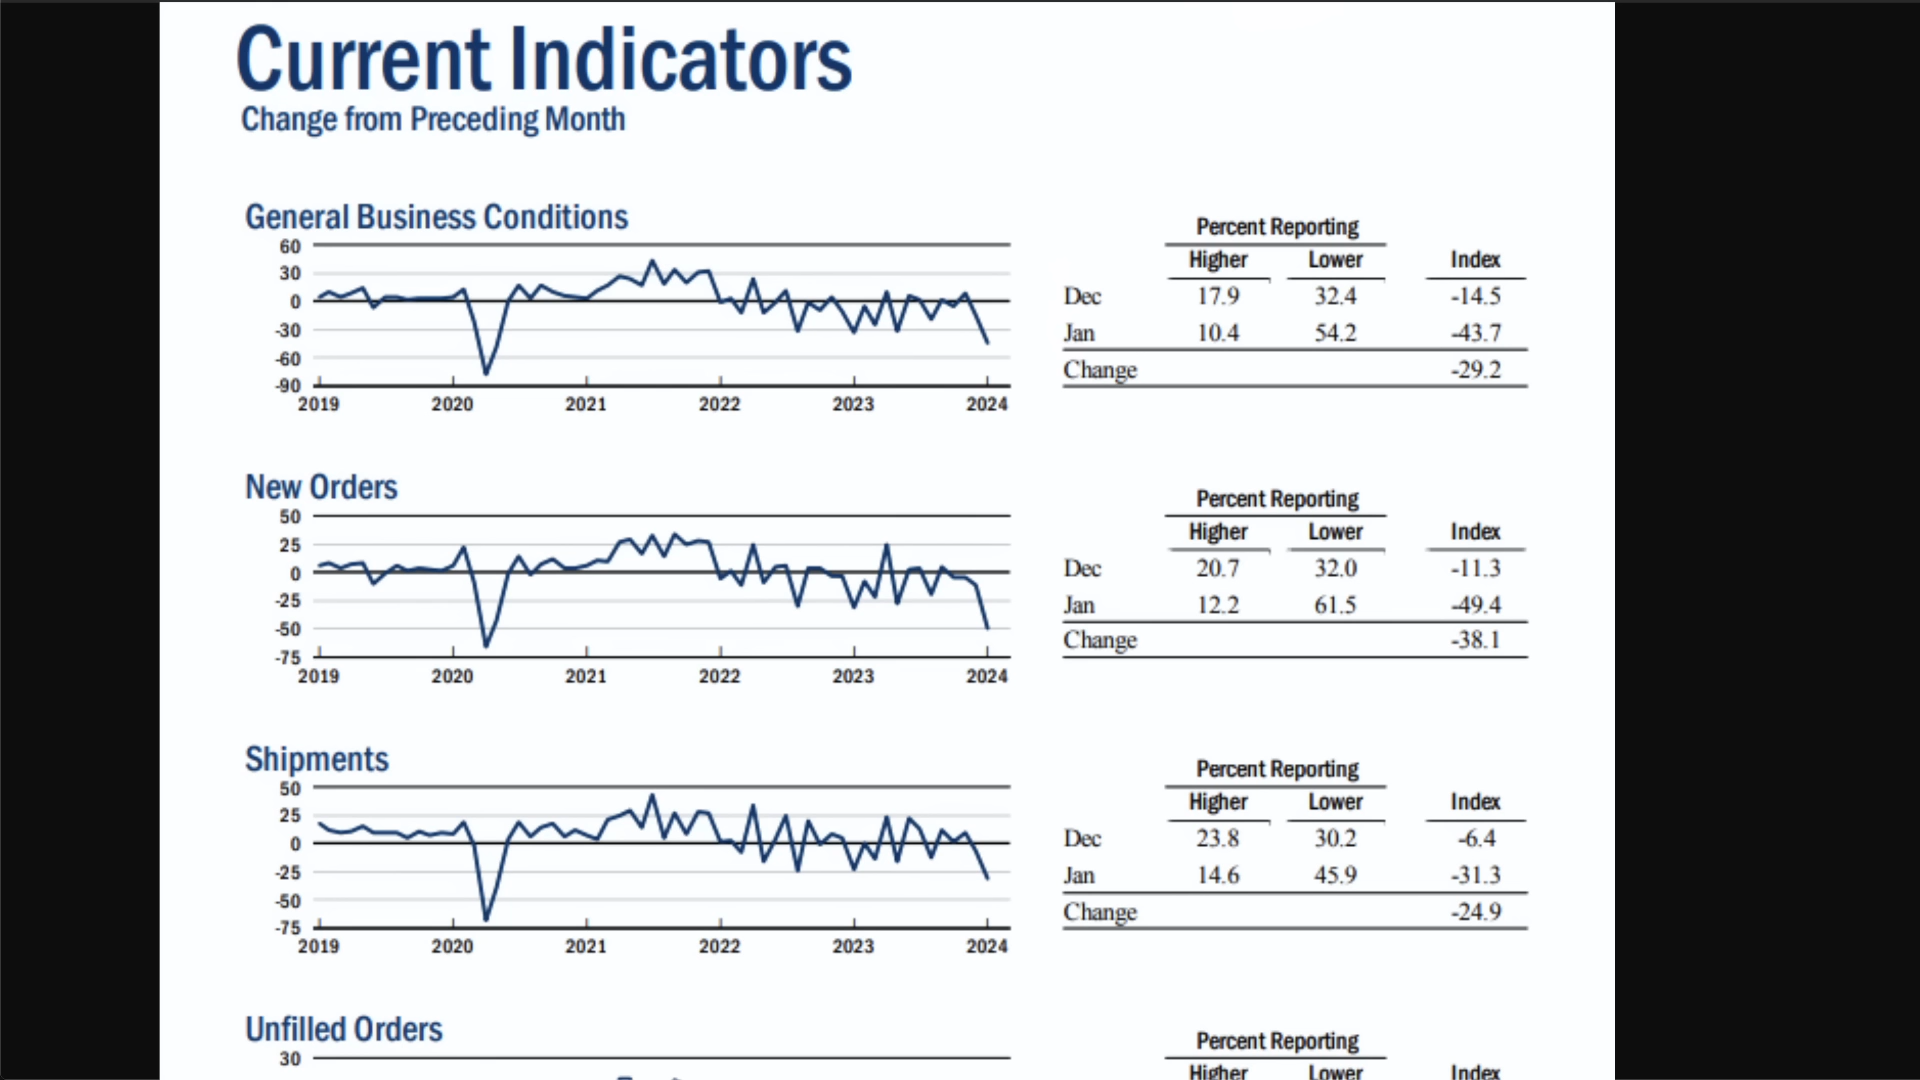 Current Indicators
Change from Preceding Month
General Business Conditions
60
30
0
-30
-60
-90
2019 2020 2021 2022 2023 2024
Percent Reporting
Higher Lower Index
Dec 17.9 32.4 -14.5
Jan 10.4 54.2 -43.7
Change -29.2
New Orders
50
25
0
-25
-50
-75
2019 2020 2021 2022 2023 2024
Percent Reporting
Higher Lower Index
Dec 20.7 32.0 -11.3
Jan 12.2 61.5 -49.4
Change -38.1
Shipments
50
25
0
-25
-50
-75
2019 2020 2021 2022 2023 2024
Percent Reporting
Higher Lower Index
Dec 23.8 30.2 -6.4
Jan 14.6 45.9 -31.3
Change -24.9
Unfilled Orders
30
Percent Reporting
Higher Lower Index